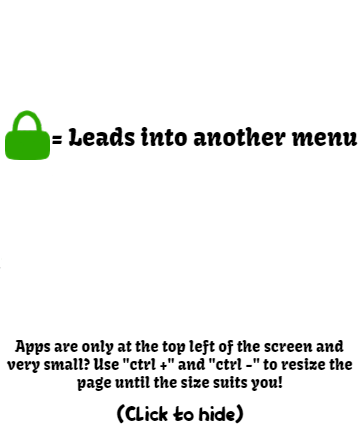 = Leads into another menu
Apps are only at the top left of the screen and
very small? Use "ctrl +" and "ctrl -" to resize the
page until the size suits you!
(Click to hide)